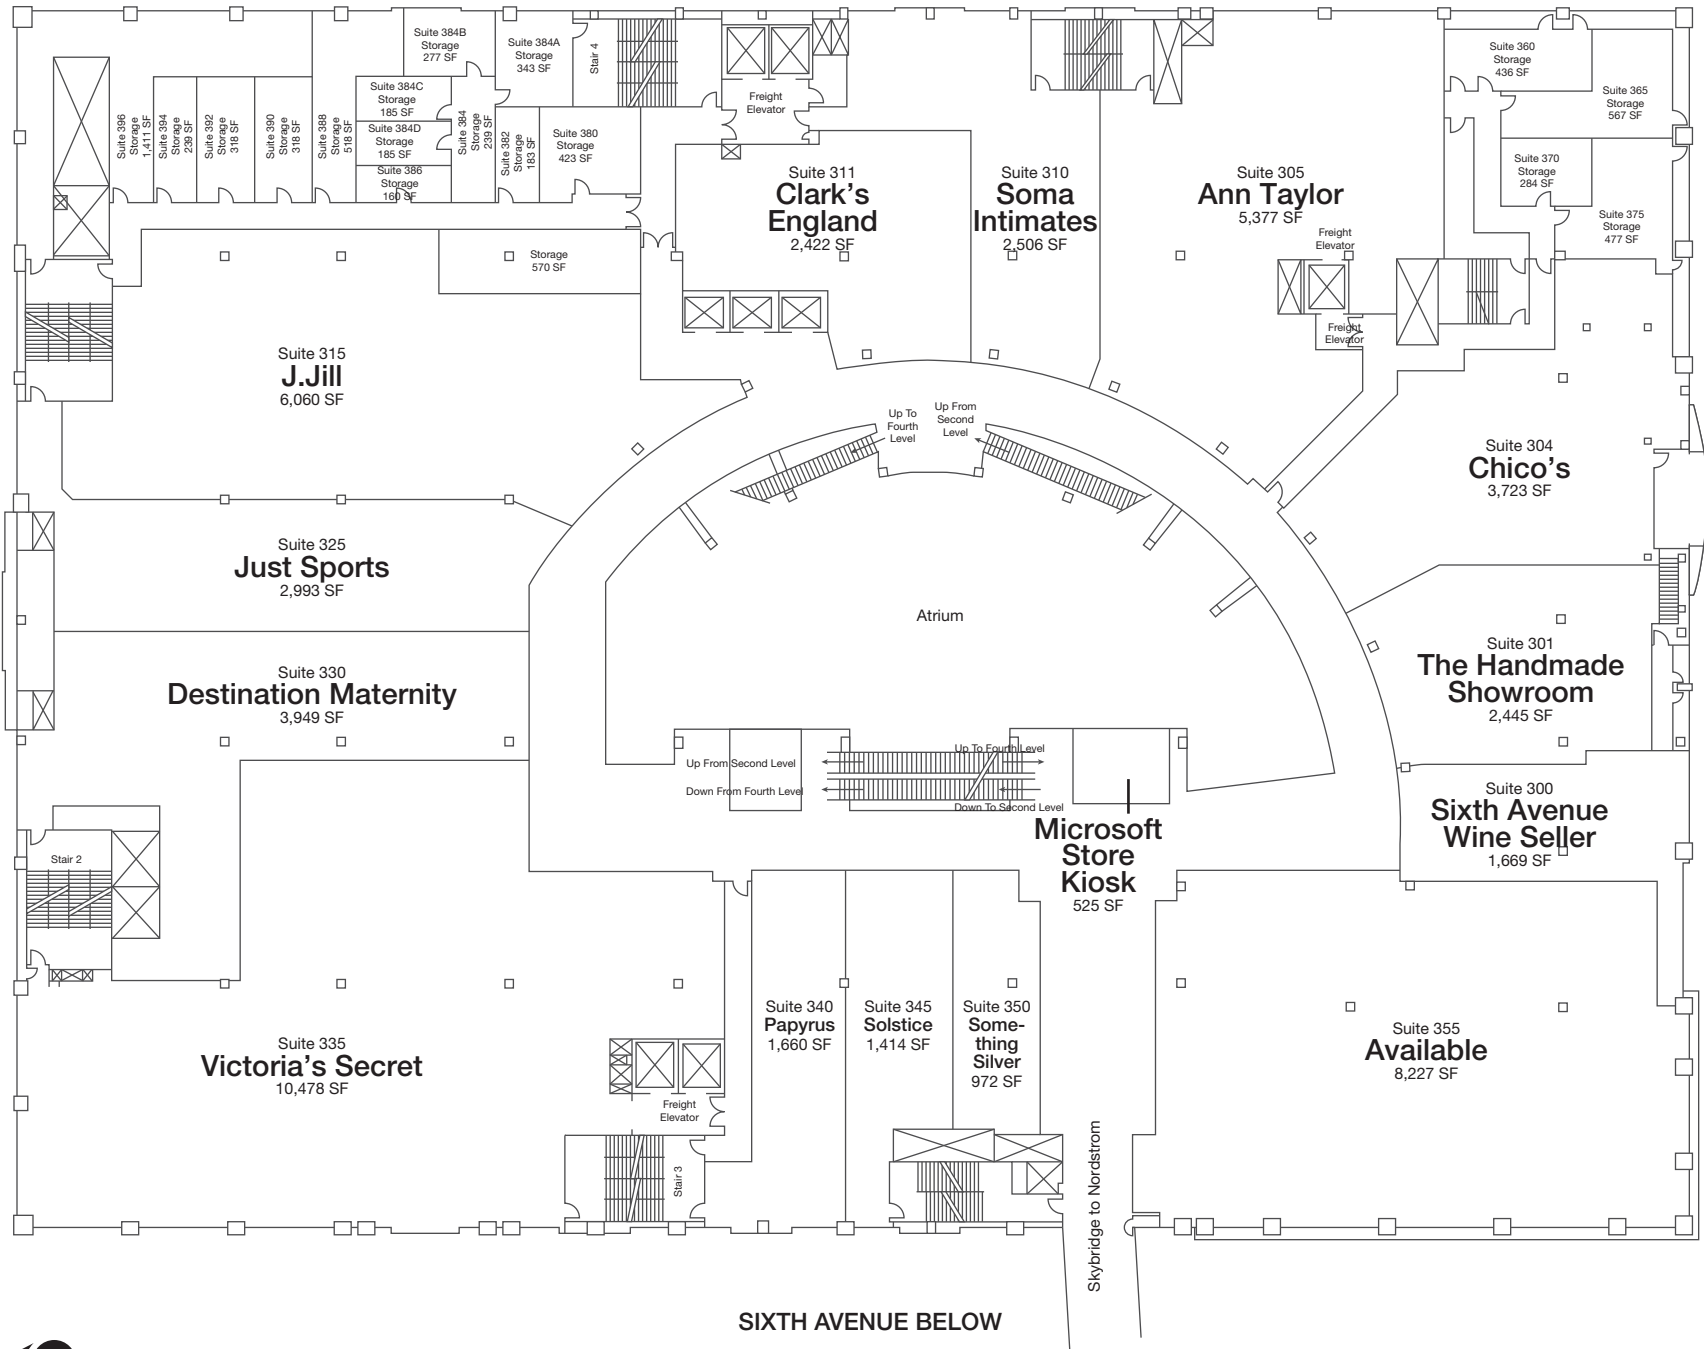 Suite 384B
Storage
277 SF
Suite 384A
Storage
343 SF
Stair 4
Freight
Elevator
Suite 360
Storage
436 SF
Suite 365
Storage
567 SF
Suite 396
Storage
1,411 SF
Suite 394
Storage
239 SF
Suite 392
Storage
318 SF
Suite 390
Storage
318 SF
Suite 388
Storage
518 SF
Suite 384C
Storage
185 SF
Suite 384D
Storage
185 SF
Suite 386
Storage
160 SF
Suite 384
Storage
239 SF
Suite 382
Storage
183 SF
Suite 380
Storage
423 SF
Suite 370
Storage
284 SF
Suite 375
Storage
477 SF
Suite 311
Clark's
England
2,422 SF
Suite 310
Soma
Intimates
2,506 SF
Suite 305
Ann Taylor
5,377 SF
Freight
Elevator
Freight
Elevator
Storage
570 SF
Suite 315
J.Jill
6,060 SF
Up To
Fourth
Level
Up From
Second
Level
Suite 304
Chico's
3,723 SF
Suite 325
Just Sports
2,993 SF
Atrium
Suite 301
The Handmade
Showroom
2,445 SF
Suite 330
Destination Maternity
3,949 SF
Up From Second Level
Down From Fourth Level
Up To Fourth Level
Down To Second Level
Microsoft
Store
Kiosk
525 SF
Suite 300
Sixth Avenue
Wine Seller
1,669 SF
Stair 2
Suite 335
Victoria's Secret
10,478 SF
Freight
Elevator
Stair 3
Suite 340
Papyrus
1,660 SF
Suite 345
Solstice
1,414 SF
Suite 350
Some-
thing
Silver
972 SF
Suite 355
Available
8,227 SF
Skybridge to Nordstrom
SIXTH AVENUE BELOW